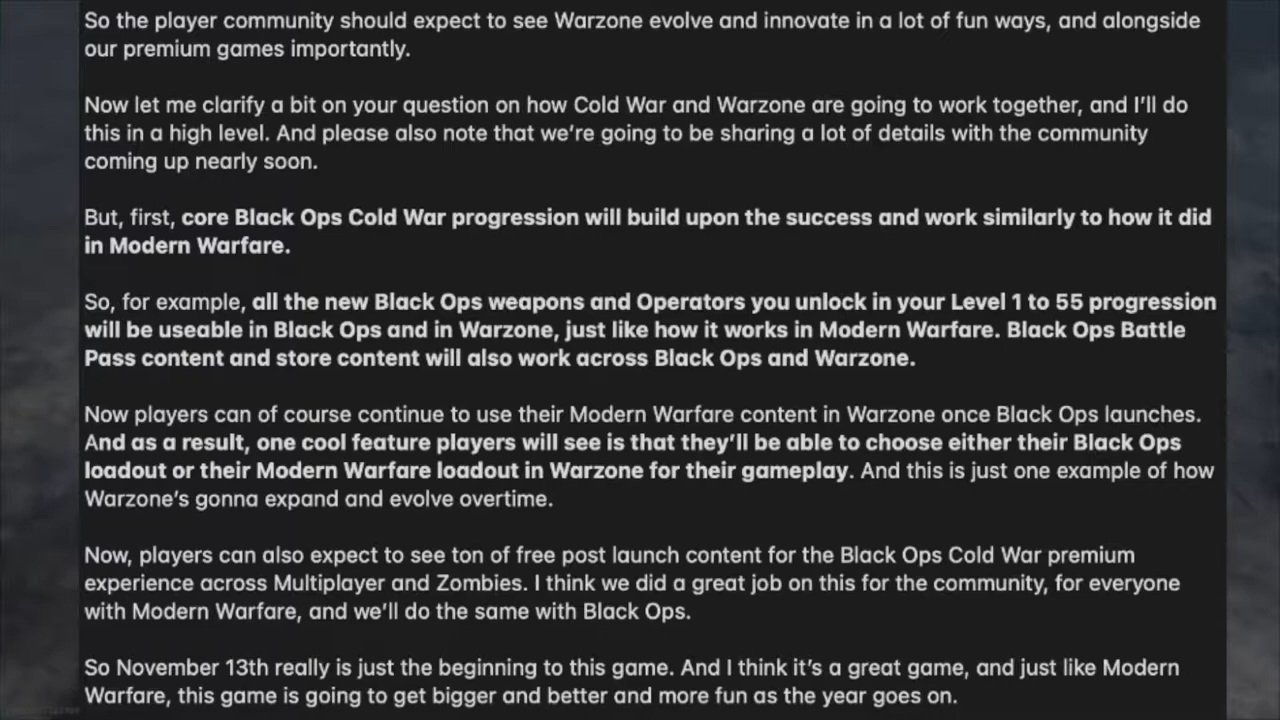 So the player community should expect to see Warzone evolve and innovate in a lot of fun ways, and alongside
our premium games importantly.
Now let me clarify a bit on your question on how Cold War and Warzone are going to work together, and I'll do
this in a high level. And please also note that we're going to be sharing a lot of details with the community
coming up nearly soon.
But, first, core Black Ops Cold War progression will build upon the success and work similarly to how it did
in Modern Warfare.
So, for example, all the new Black Ops weapons and Operators you unlock in your Level 1 to 55 progression
will be useable in Black Ops and in Warzone, just like how it works in Modern Warfare. Black Ops Battle
Pass content and store content will also work across Black Ops and Warzone.
Now players can of course continue to use their Modern Warfare content in Warzone once Black Ops launches.
And as a result, one cool feature players will see is that they'll be able to choose either their Black Ops
loadout or their Modern Warfare loadout in Warzone for their gameplay. And this is just one example of how
Warzone's gonna expand and evolve overtime.
Now, players can also expect to see ton of free post launch content for the Black Ops Cold War premium
experience across Multiplayer and Zombies. I think we did a great job on this for the community, for everyone
with Modern Warfare, and we'll do the same with Black Ops.
So November 13th really is just the beginning to this game. And I think it's a great game, and just like Modern
Warfare, this game is going to get bigger and better and more fun as the year goes on.